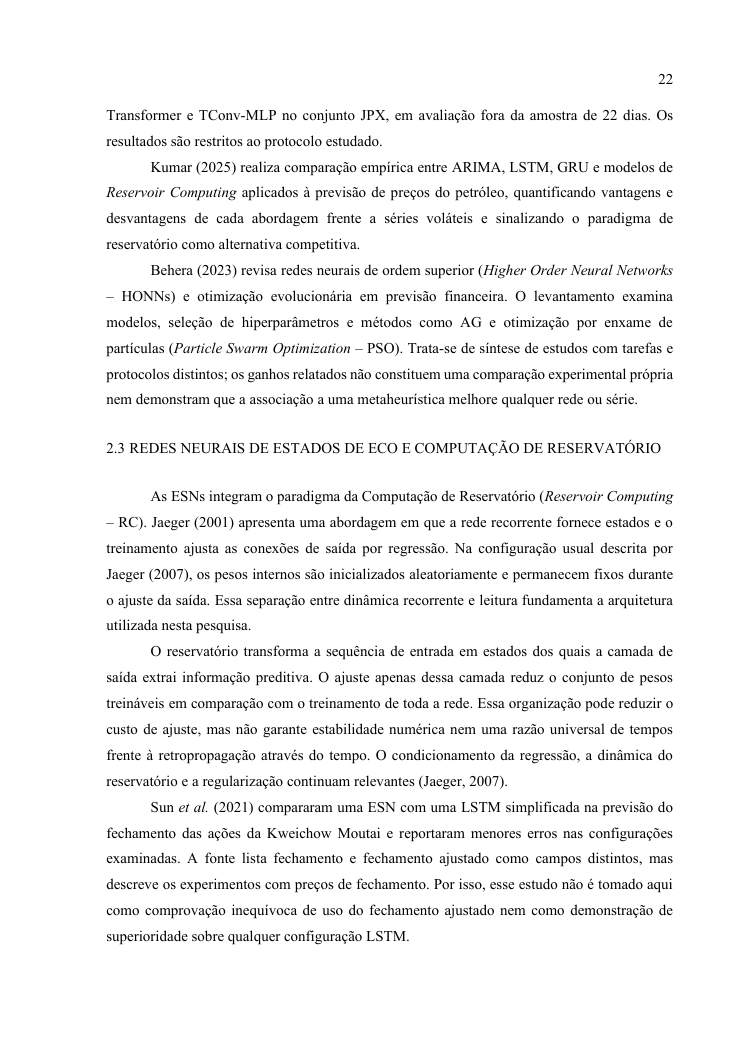 22
Transformer e TConv-MLP no conjunto JPX, em avaliação fora da amostra de 22 dias. Os
resultados são restritos ao protocolo estudado.
Kumar (2025) realiza comparação empírica entre ARIMA, LSTM, GRU e modelos de
Reservoir Computing aplicados à previsão de preços do petróleo, quantificando vantagens e
desvantagens de cada abordagem frente a séries voláteis e sinalizando o paradigma de
reservatório como alternativa competitiva.
Behera (2023) revisa redes neurais de ordem superior (Higher Order Neural Networks
– HONNs) e otimização evolucionária em previsão financeira. O levantamento examina
modelos, seleção de hiperparâmetros e métodos como AG e otimização por enxame de
partículas (Particle Swarm Optimization – PSO). Trata-se de síntese de estudos com tarefas e
protocolos distintos; os ganhos relatados não constituem uma comparação experimental própria
nem demonstram que a associação a uma metaheurística melhore qualquer rede ou série.
2.3 REDES NEURAIS DE ESTADOS DE ECO E COMPUTAÇÃO DE RESERVATÓRIO
As ESNs integram o paradigma da Computação de Reservatório (Reservoir Computing
– RC). Jaeger (2001) apresenta uma abordagem em que a rede recorrente fornece estados e o
treinamento ajusta as conexões de saída por regressão. Na configuração usual descrita por
Jaeger (2007), os pesos internos são inicializados aleatoriamente e permanecem fixos durante
o ajuste da saída. Essa separação entre dinâmica recorrente e leitura fundamenta a arquitetura
utilizada nesta pesquisa.
O reservatório transforma a sequência de entrada em estados dos quais a camada de
saída extrai informação preditiva. O ajuste apenas dessa camada reduz o conjunto de pesos
treináveis em comparação com o treinamento de toda a rede. Essa organização pode reduzir o
custo de ajuste, mas não garante estabilidade numérica nem uma razão universal de tempos
frente à retropropagação através do tempo. O condicionamento da regressão, a dinâmica do
reservatório e a regularização continuam relevantes (Jaeger, 2007).
Sun et al. (2021) compararam uma ESN com uma LSTM simplificada na previsão do
fechamento das ações da Kweichow Moutai e reportaram menores erros nas configurações
examinadas. A fonte lista fechamento e fechamento ajustado como campos distintos, mas
descreve os experimentos com preços de fechamento. Por isso, esse estudo não é tomado aqui
como comprovação inequívoca de uso do fechamento ajustado nem como demonstração de
superioridade sobre qualquer configuração LSTM.